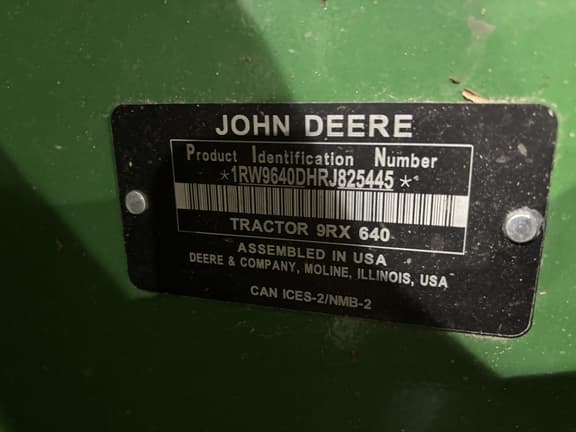 JOHN DEERE
Product Identification Number
*1RW9640DHRJ825445*
TRACTOR 9RX 640
ASSEMBLED IN USA
DEERE & COMPANY, MOLINE, ILLINOIS, USA
CAN ICES-2/NMB-2